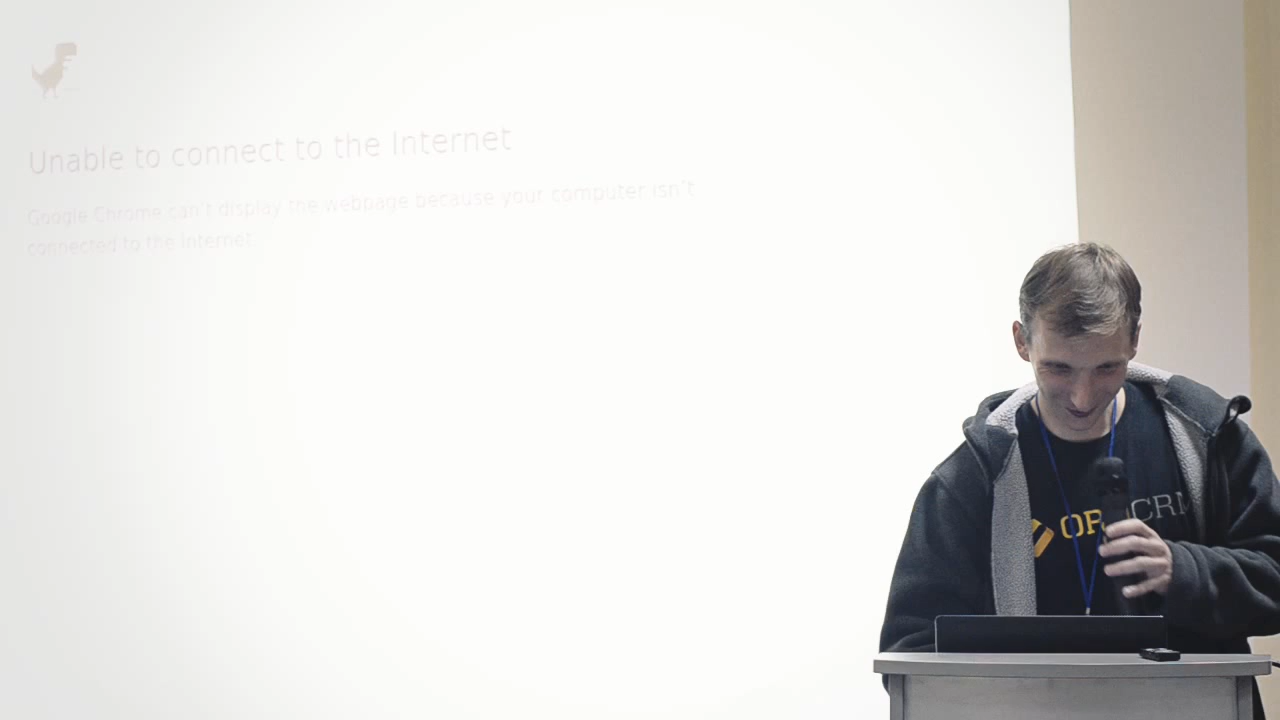 Unable to connect to the Internet
Google Chrome can't display the webpage because your computer isn't
connected to the Internet.
CRM